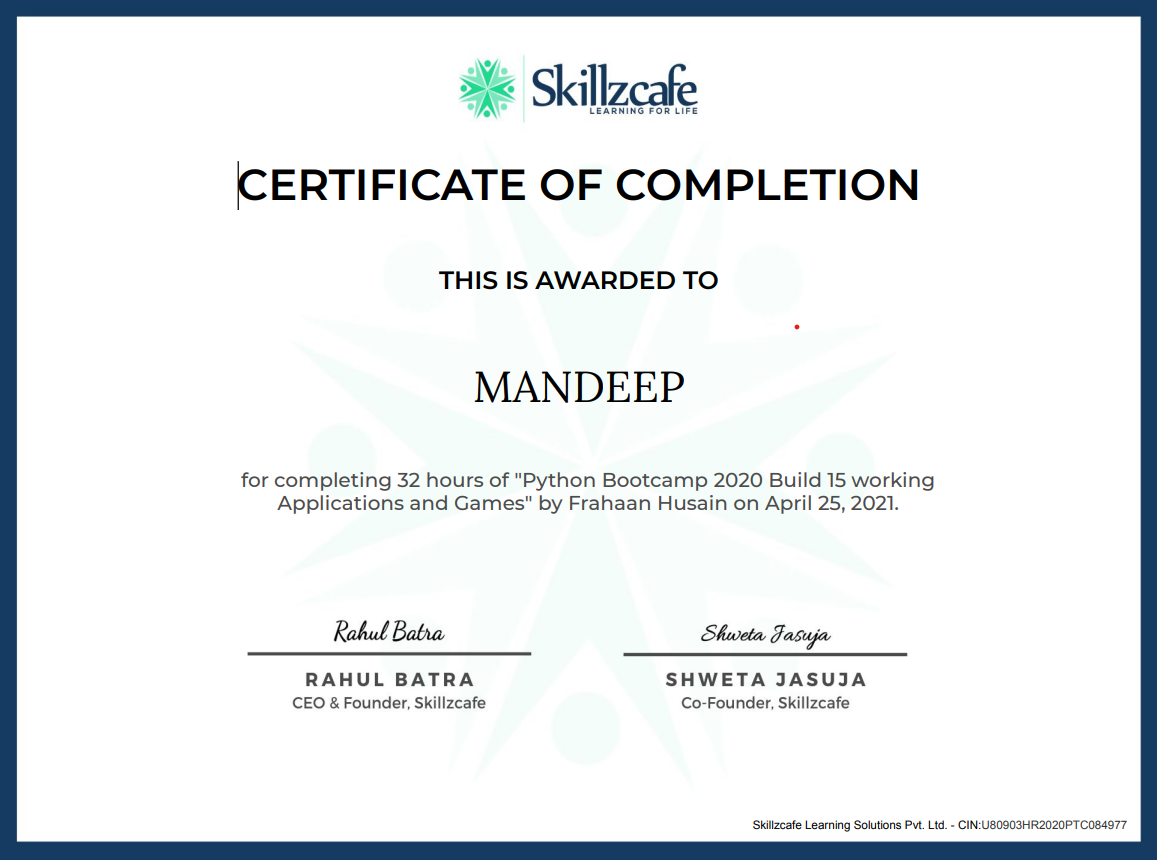 Skillzcafe
LEARNING FOR LIFE
CERTIFICATE OF COMPLETION
THIS IS AWARDED TO
MANDEEP
for completing 32 hours of "Python Bootcamp 2020 Build 15 working
Applications and Games" by Frahaan Husain on April 25, 2021.
Rahul Batra
Shweta Jasuja
RAHUL BATRA
SHWETA JASUJA
CEO & Founder, Skillzcafe
Co-Founder, Skillzcafe
Skillzcafe Learning Solutions Pvt. Ltd. - CIN:U80903HR2020PTC084977